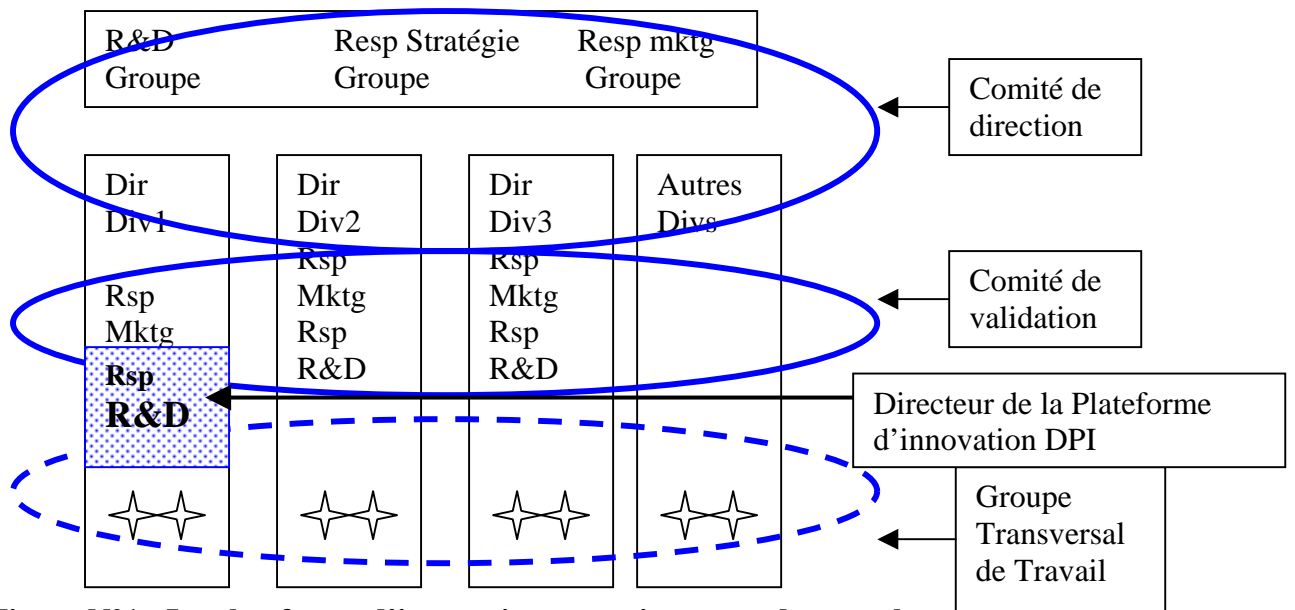 R&D Resp Stratégie Resp mktg
Groupe Groupe Groupe
Comité de
direction
Dir
Div1
Rsp
Mktg
Rsp
R&D
Dir
Div2
Rsp
Mktg
Rsp
R&D
Dir
Div3
Rsp
Mktg
Rsp
R&D
Autres
Divs
Comité de
validation
Directeur de la Plateforme
d’innovation DPI
Groupe
Transversal
de Travail